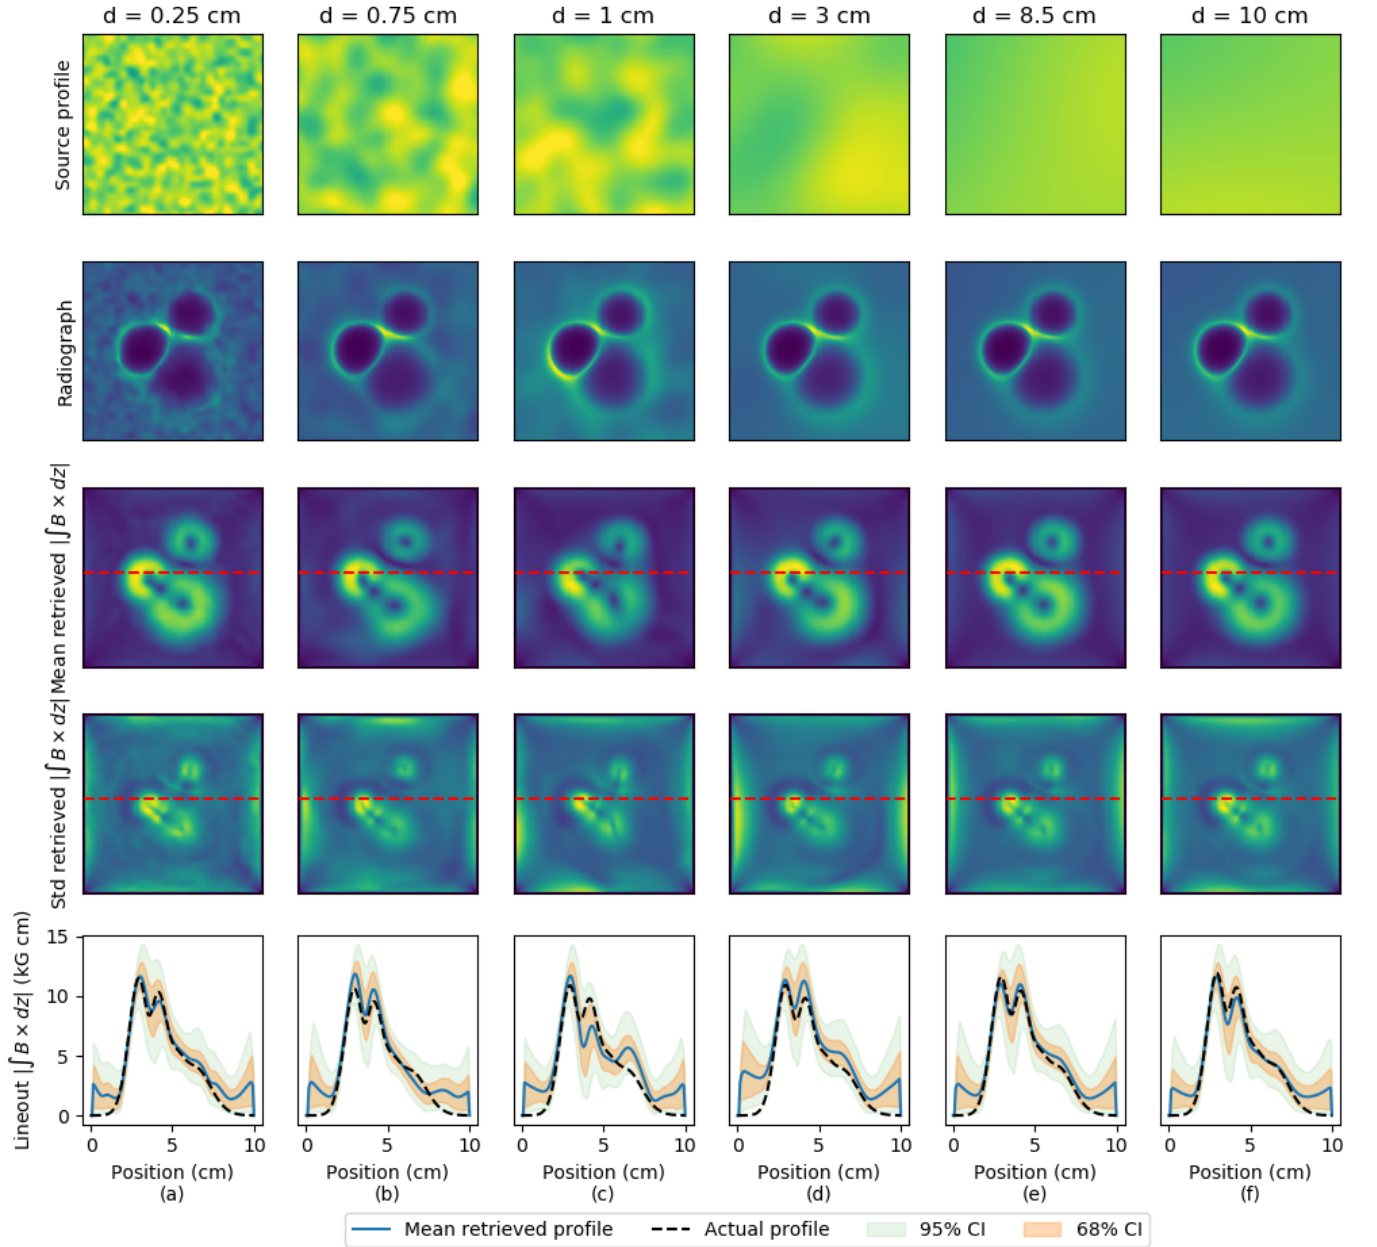 d = 0.25 cm
d = 0.75 cm
d = 1 cm
d = 3 cm
d = 8.5 cm
d = 10 cm
Source profile
Radiograph
Mean retrieved |∫B × dz|
Std retrieved |∫B × dz|
Lineout |∫B × dz| (kG cm)
15
10
5
0
0 5 10
0 5 10
0 5 10
0 5 10
0 5 10
0 5 10
Position (cm)
Position (cm)
Position (cm)
Position (cm)
Position (cm)
Position (cm)
(a)
(b)
(c)
(d)
(e)
(f)
Mean retrieved profile
Actual profile
95% CI
68% CI